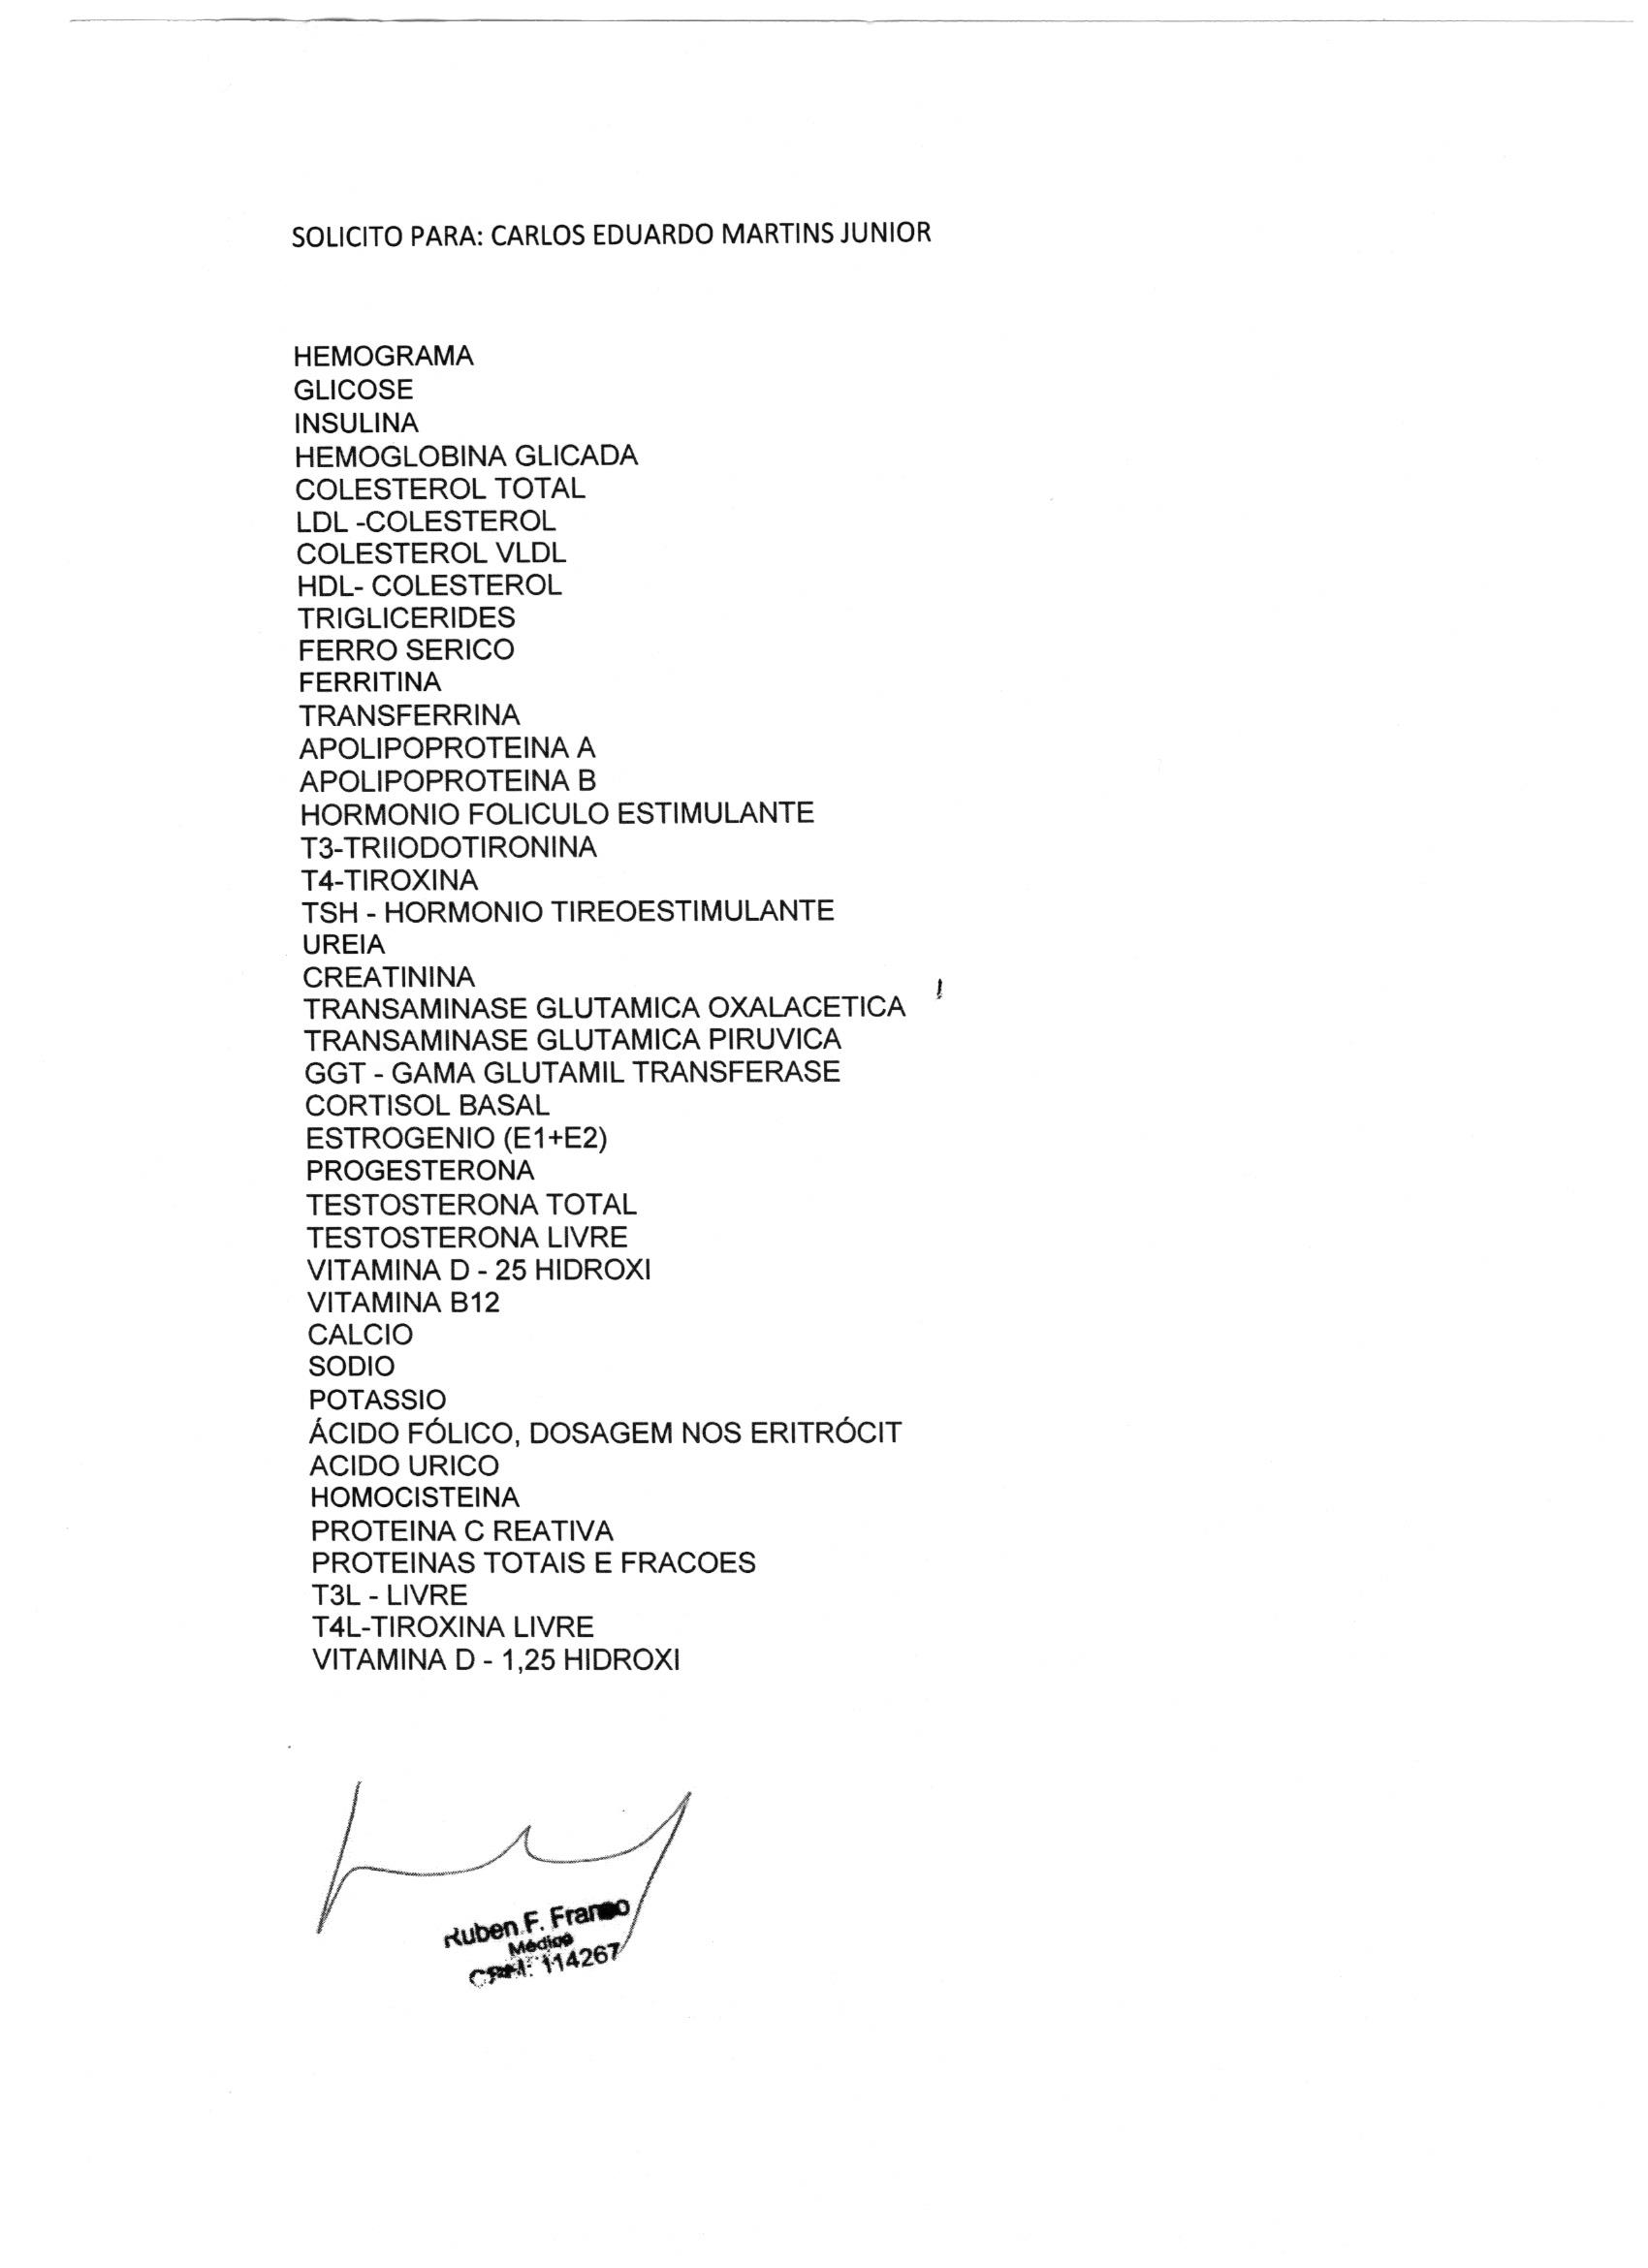 SOLICITO PARA: CARLOS EDUARDO MARTINS JUNIOR
HEMOGRAMA
GLICOSE
INSULINA
HEMOGLOBINA GLICADA
COLESTEROL TOTAL
LDL -COLESTEROL
COLESTEROL VLDL
HDL- COLESTEROL
TRIGLICERIDES
FERRO SERICO
FERRITINA
TRANSFERRINA
APOLIPOPROTEINA A
APOLIPOPROTEINA B
HORMONIO FOLICULO ESTIMULANTE
T3-TRIIODOTIRONINA
T4-TIROXINA
TSH - HORMONIO TIREOESTIMULANTE
UREIA
CREATININA
TRANSAMINASE GLUTAMICA OXALACETICA
TRANSAMINASE GLUTAMICA PIRUVICA
GGT - GAMA GLUTAMIL TRANSFERASE
CORTISOL BASAL
ESTROGENIO (E1+E2)
PROGESTERONA
TESTOSTERONA TOTAL
TESTOSTERONA LIVRE
VITAMINA D - 25 HIDROXI
VITAMINA B12
CALCIO
SODIO
POTASSIO
ÁCIDO FÓLICO, DOSAGEM NOS ERITRÓCIT
ACIDO URICO
HOMOCISTEINA
PROTEINA C REATIVA
PROTEINAS TOTAIS E FRACOES
T3L - LIVRE
T4L-TIROXINA LIVRE
VITAMINA D - 1,25 HIDROXI
Ruben F. Franco
Médico
CRM: 114267